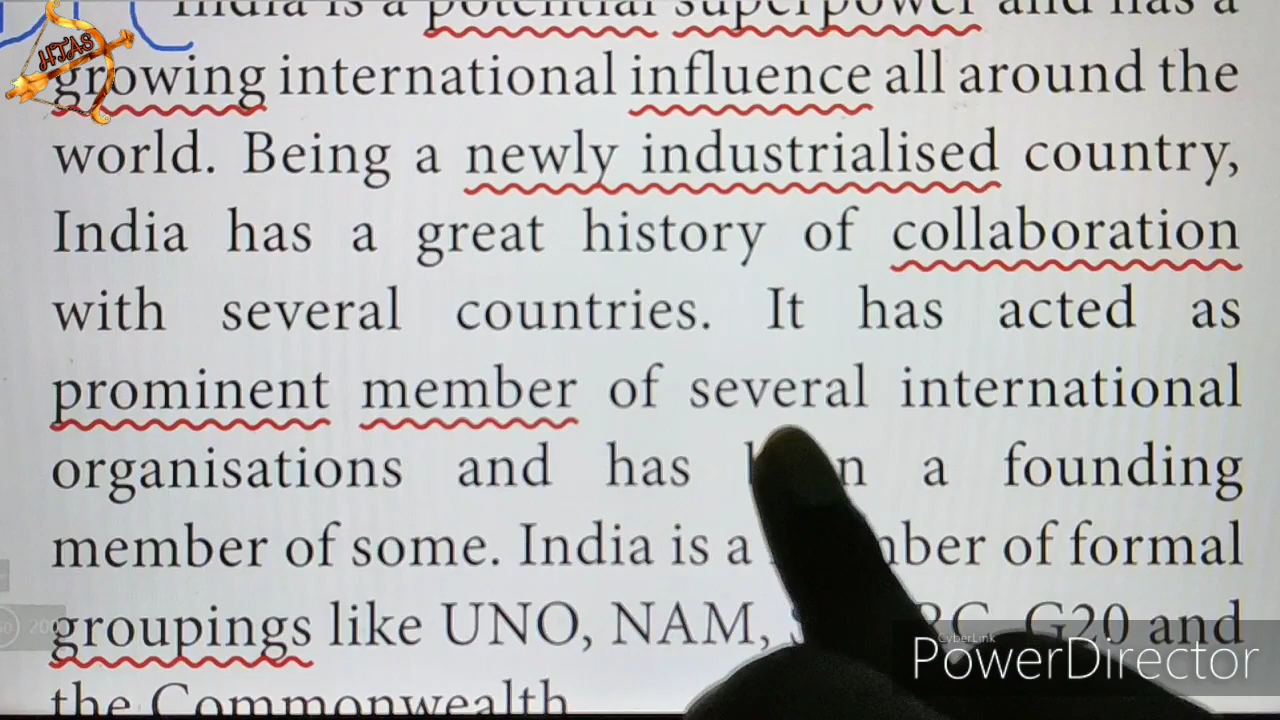 India is a potential superpower and has a
HTAS
growing international influence all around the
world. Being a newly industrialised country,
India has a great history of collaboration
with several countries. It has acted as
prominent member of several international
organisations and has a founding
member of some. India is a of formal
groupings like UNO, NAM, G20 and
CyberLink
PowerDirector
the Commonwealth